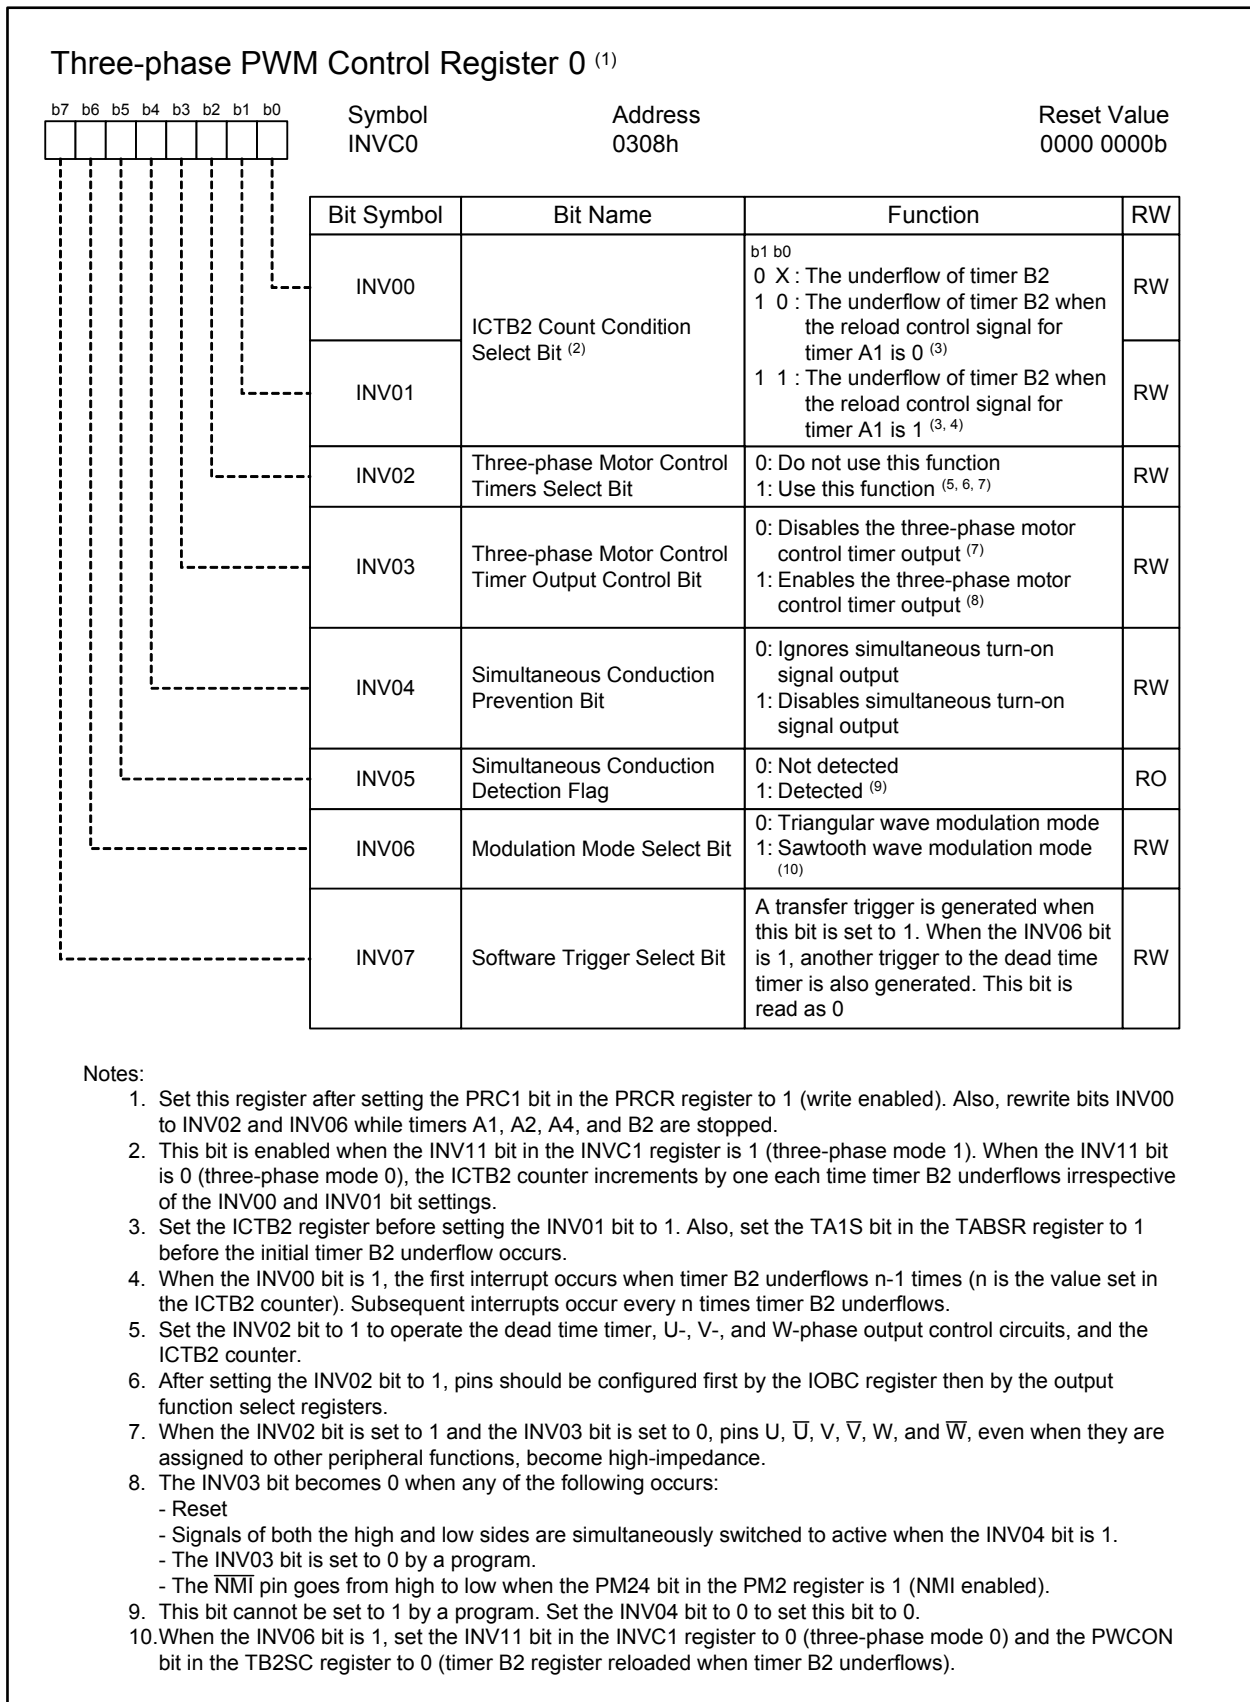 Three-phase PWM Control Register 0 (1)
b7 b6 b5 b4 b3 b2 b1 b0
Symbol Address Reset Value
INVC0 0308h 0000 0000b
Bit Symbol Bit Name Function RW
INV00
INV01
ICTB2 Count Condition
Select Bit (2)
b1 b0
0 X : The underflow of timer B2
1 0 : The underflow of timer B2 when
the reload control signal for
timer A1 is 0 (3)
1 1 : The underflow of timer B2 when
the reload control signal for
timer A1 is 1 (3, 4)
RW
RW
INV02
Three-phase Motor Control
Timers Select Bit
0: Do not use this function
1: Use this function (5, 6, 7)
RW
INV03
Three-phase Motor Control
Timer Output Control Bit
0: Disables the three-phase motor
control timer output (7)
1: Enables the three-phase motor
control timer output (8)
RW
INV04
Simultaneous Conduction
Prevention Bit
0: Ignores simultaneous turn-on
signal output
1: Disables simultaneous turn-on
signal output
RW
INV05
Simultaneous Conduction
Detection Flag
0: Not detected
1: Detected (9)
RO
INV06
Modulation Mode Select Bit
0: Triangular wave modulation mode
1: Sawtooth wave modulation mode
(10)
RW
INV07
Software Trigger Select Bit
A transfer trigger is generated when
this bit is set to 1. When the INV06 bit
is 1, another trigger to the dead time
timer is also generated. This bit is
read as 0
RW
Notes:
1. Set this register after setting the PRC1 bit in the PRCR register to 1 (write enabled). Also, rewrite bits INV00
to INV02 and INV06 while timers A1, A2, A4, and B2 are stopped.
2. This bit is enabled when the INV11 bit in the INVC1 register is 1 (three-phase mode 1). When the INV11 bit
is 0 (three-phase mode 0), the ICTB2 counter increments by one each time timer B2 underflows irrespective
of the INV00 and INV01 bit settings.
3. Set the ICTB2 register before setting the INV01 bit to 1. Also, set the TA1S bit in the TABSR register to 1
before the initial timer B2 underflow occurs.
4. When the INV00 bit is 1, the first interrupt occurs when timer B2 underflows n-1 times (n is the value set in
the ICTB2 counter). Subsequent interrupts occur every n times timer B2 underflows.
5. Set the INV02 bit to 1 to operate the dead time timer, U-, V-, and W-phase output control circuits, and the
ICTB2 counter.
6. After setting the INV02 bit to 1, pins should be configured first by the IOBC register then by the output
function select registers.
7. When the INV02 bit is set to 1 and the INV03 bit is set to 0, pins U, U̅, V, V̅, W, and W̅, even when they are
assigned to other peripheral functions, become high-impedance.
8. The INV03 bit becomes 0 when any of the following occurs:
- Reset
- Signals of both the high and low sides are simultaneously switched to active when the INV04 bit is 1.
- The INV03 bit is set to 0 by a program.
- The N̅M̅I̅ pin goes from high to low when the PM24 bit in the PM2 register is 1 (NMI enabled).
9. This bit cannot be set to 1 by a program. Set the INV04 bit to 0 to set this bit to 0.
10.When the INV06 bit is 1, set the INV11 bit in the INVC1 register to 0 (three-phase mode 0) and the PWCON
bit in the TB2SC register to 0 (timer B2 register reloaded when timer B2 underflows).